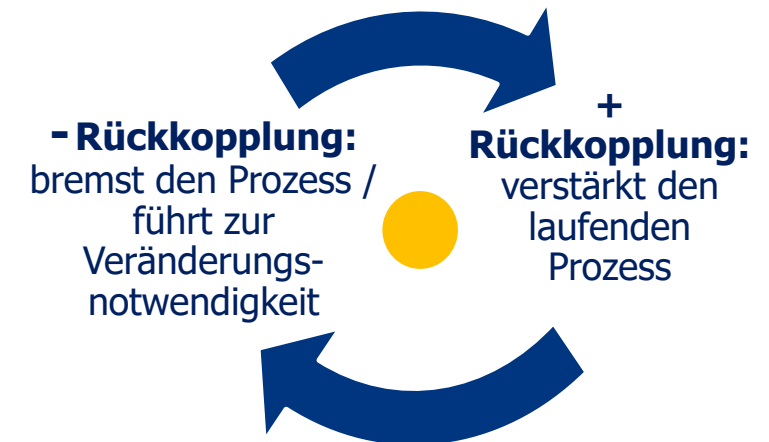 - Rückkopplung:
bremst den Prozess /
führt zur
Veränderungs-
notwendigkeit
+
Rückkopplung:
verstärkt den
laufenden
Prozess